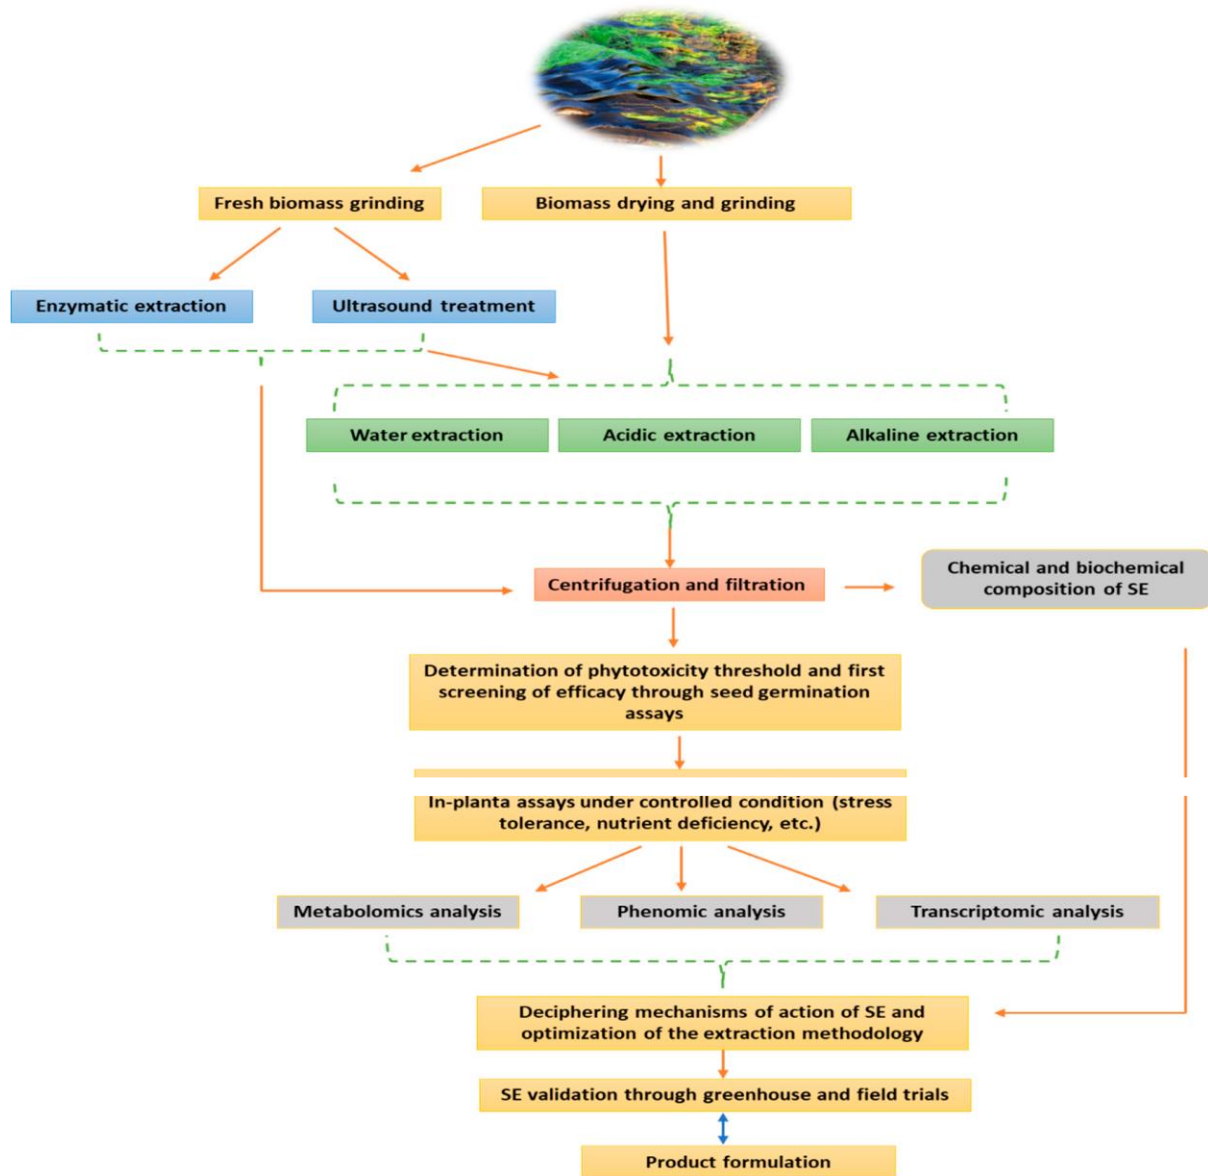 Fresh biomass grinding
Biomass drying and grinding
Enzymatic extraction
Ultrasound treatment
Water extraction
Acidic extraction
Alkaline extraction
Centrifugation and filtration
Chemical and biochemical
composition of SE
Determination of phytotoxicity threshold and first
screening of efficacy through seed germination
assays
In-planta assays under controlled condition (stress
tolerance, nutrient deficiency, etc.)
Metabolomics analysis
Phenomic analysis
Transcriptomic analysis
Deciphering mechanisms of action of SE and
optimization of the extraction methodology
SE validation through greenhouse and field trials
Product formulation